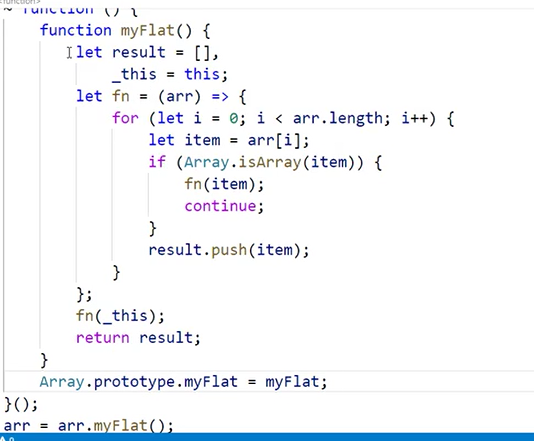 ~ function () {
    function myFlat() {
        let result = [],
            _this = this;
        let fn = (arr) => {
            for (let i = 0; i < arr.length; i++) {
                let item = arr[i];
                if (Array.isArray(item)) {
                    fn(item);
                    continue;
                }
                result.push(item);
            }
        };
        fn(_this);
        return result;
    }
    Array.prototype.myFlat = myFlat;
}();
arr = arr.myFlat();